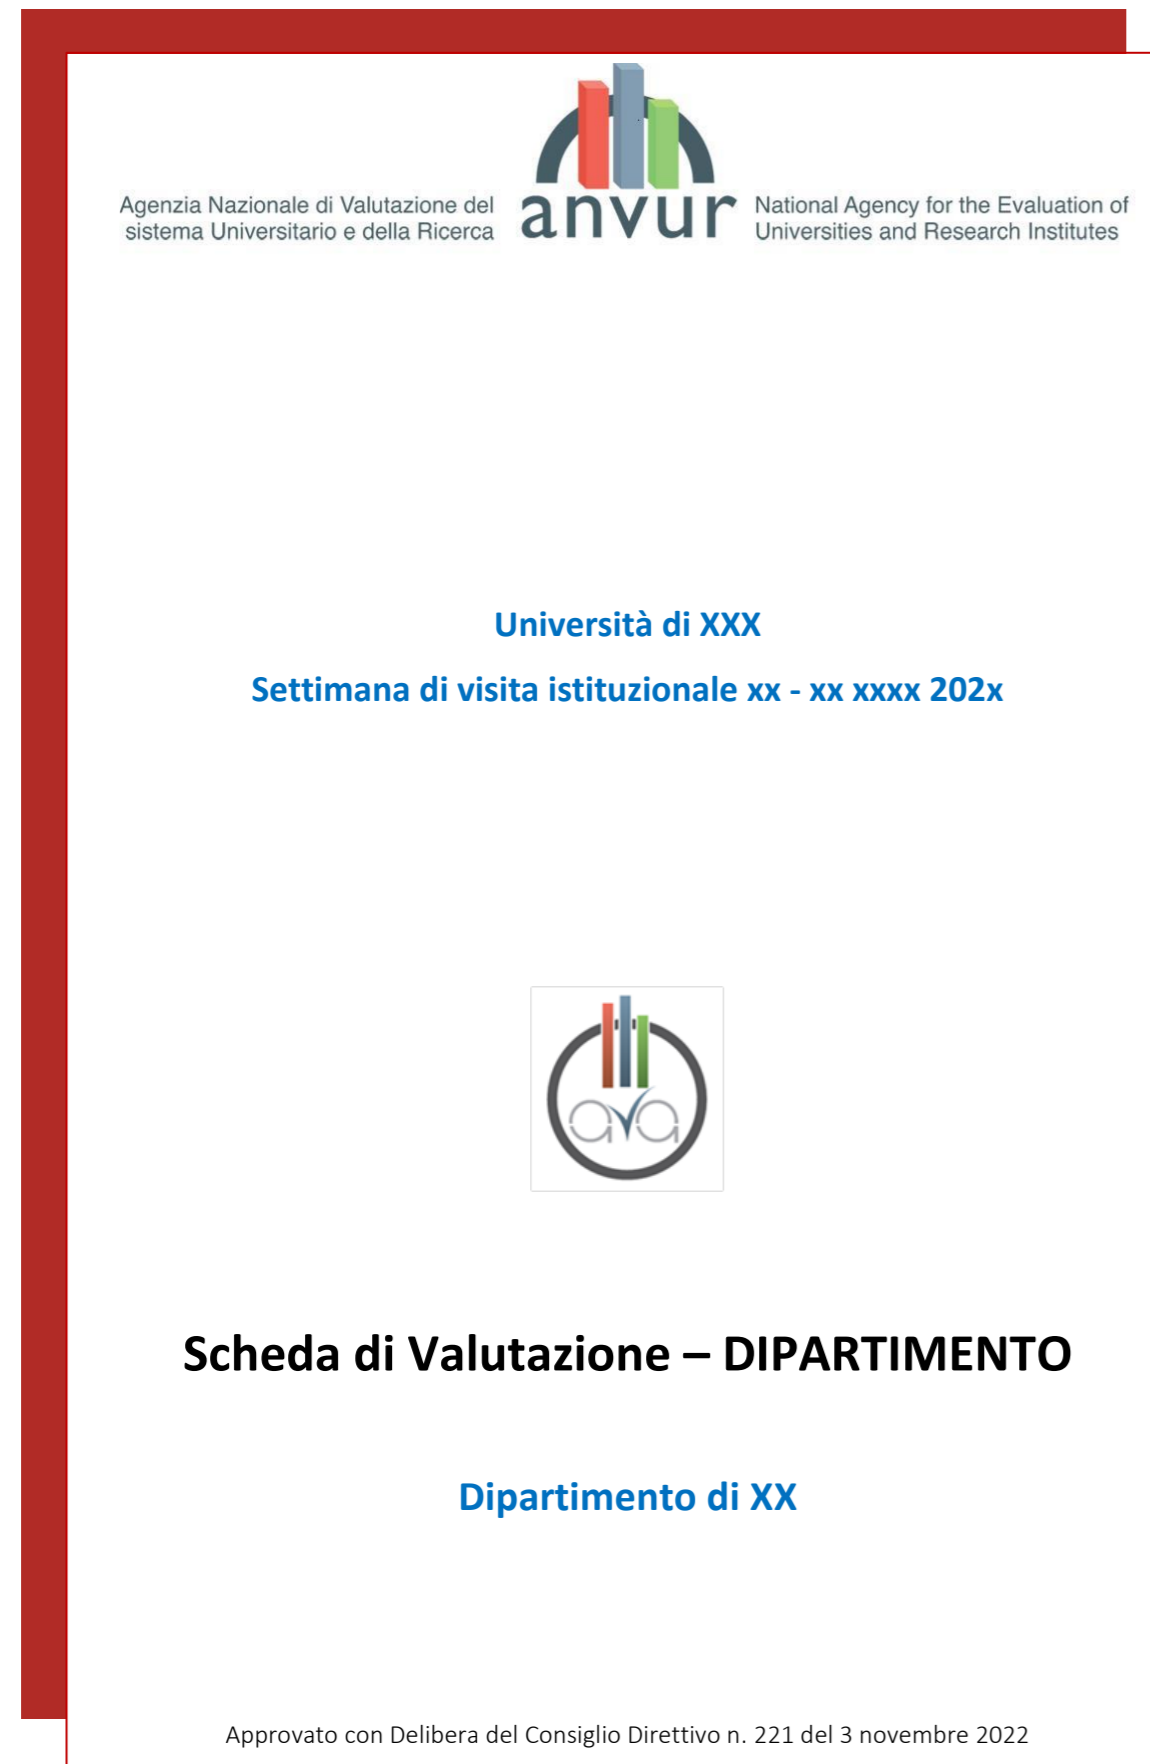 Agenzia Nazionale di Valutazione del
sistema Universitario e della Ricerca
anvur
National Agency for the Evaluation of
Universities and Research Institutes
Università di XXX
Settimana di visita istituzionale xx - xx xxxx 202x
ava
Scheda di Valutazione – DIPARTIMENTO
Dipartimento di XX
Approvato con Delibera del Consiglio Direttivo n. 221 del 3 novembre 2022